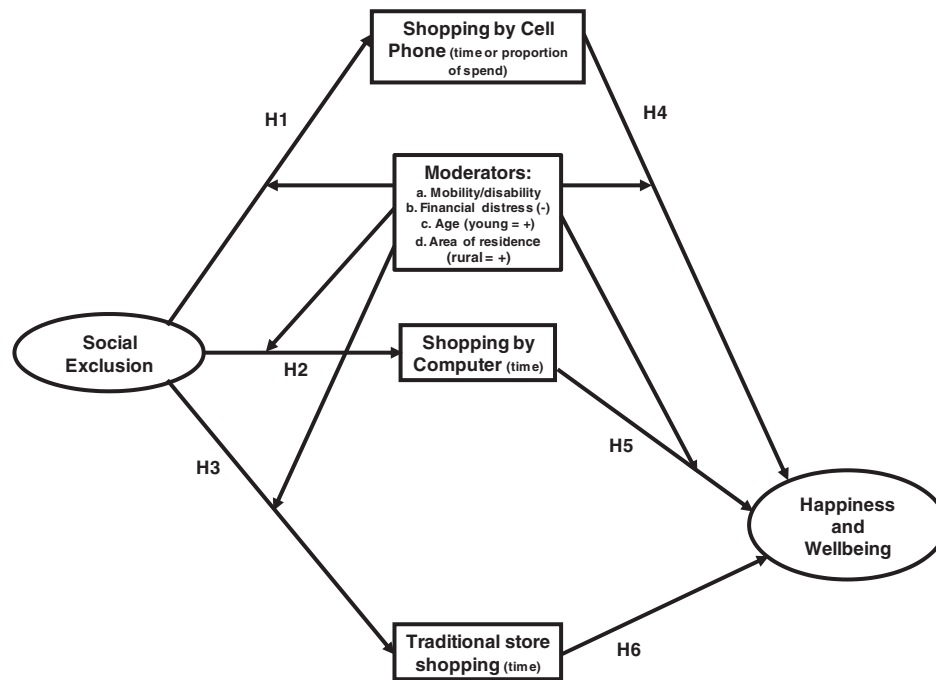 Shopping by Cell
Phone (time or proportion
of spend)
H1
H4
Moderators:
a. Mobility/disability
b. Financial distress (-)
c. Age (young = +)
d. Area of residence
(rural = +)
Social
Exclusion
H2
Shopping by
Computer (time)
H3
H5
Happiness
and
Wellbeing
Traditional store
shopping (time)
H6